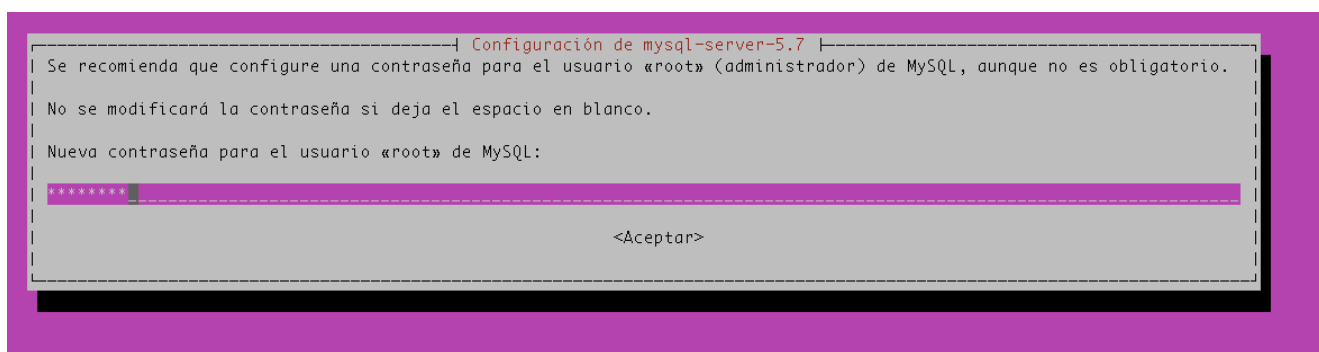 Configuración de mysql-server-5.7
Se recomienda que configure una contraseña para el usuario «root» (administrador) de MySQL, aunque no es obligatorio.
No se modificará la contraseña si deja el espacio en blanco.
Nueva contraseña para el usuario «root» de MySQL:
********
<Aceptar>